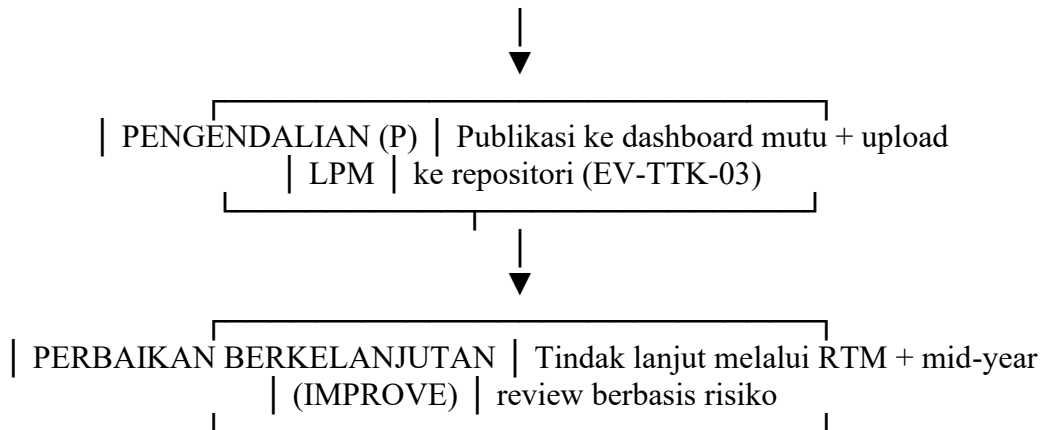 │
▼
┌──────────────────────────────┐
│ PENGENDALIAN (P) │ Publikasi ke dashboard mutu + upload
│ LPM │ ke repositori (EV-TTK-03)
└────────────┬─────────────────┘
│
▼
┌──────────────────────────────┐
│ PERBAIKAN BERKELANJUTAN │ Tindak lanjut melalui RTM + mid-year
│ (IMPROVE) │ review berbasis risiko